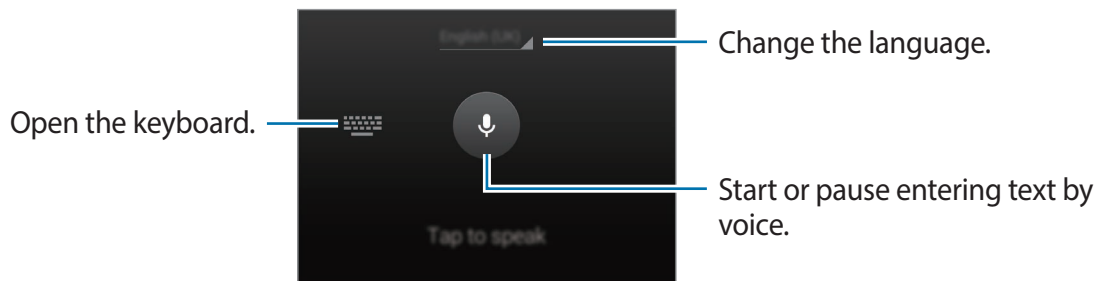 English (UK)
Change the language.
Open the keyboard.
Start or pause entering text by
voice.
Tap to speak